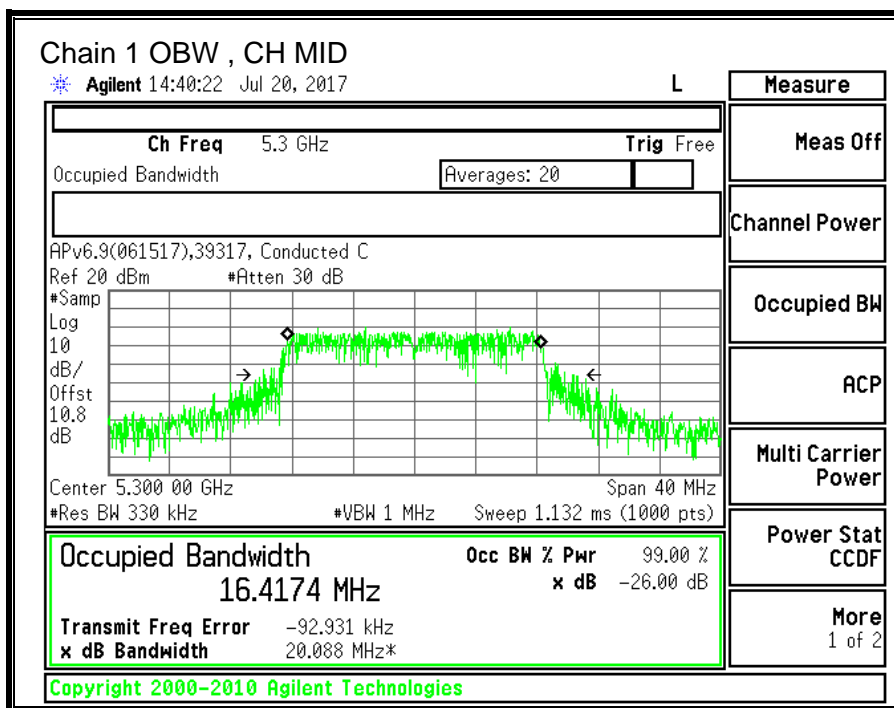 Chain 1 OBW , CH MID
Agilent 14:40:22 Jul 20, 2017 L
Measure
Ch Freq 5.3 GHz Trig Free
Meas Off
Occupied Bandwidth Averages: 20
Channel Power
APv6.9(061517),39317, Conducted C
Ref 20 dBm #Atten 30 dB
#Samp
Log
10
dB/
Offst
10.8
dB
Occupied BW
ACP
Multi Carrier
Power
Center 5.300 00 GHz Span 40 MHz
#Res BW 330 kHz #VBW 1 MHz Sweep 1.132 ms (1000 pts)
Power Stat
CCDF
Occupied Bandwidth Occ BW % Pwr 99.00 %
16.4174 MHz x dB -26.00 dB
Transmit Freq Error -92.931 kHz
x dB Bandwidth 20.088 MHz*
More
1 of 2
Copyright 2000-2010 Agilent Technologies